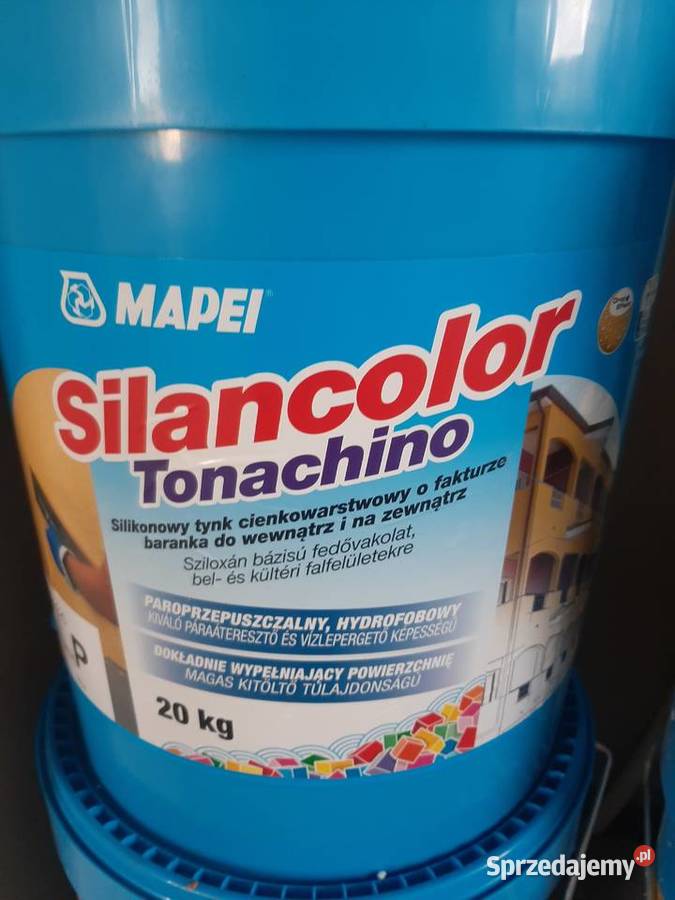 MAPEI
Silancolor
Tonachino
Silikonowy tynk cienkowarstwowy o fakturze
baranka do wewnątrz i na zewnątrz
Sziloxán bázisú fedővakolat,
bel- és kültéri falfelületekre
PAROPRZEPUSZCZALNY, HYDROFOBOWY
KIVÁLÓ PÁRAÁTERESZTŐ ÉS VÍZLEPERGETŐ KÉPESSÉGŰ
DOKŁADNIE WYPEŁNIAJĄCY POWIERZCHNIĘ
MAGAS KITÖLTŐ TULAJDONSÁGÚ
P
20 kg
Sprzedajemy.pl